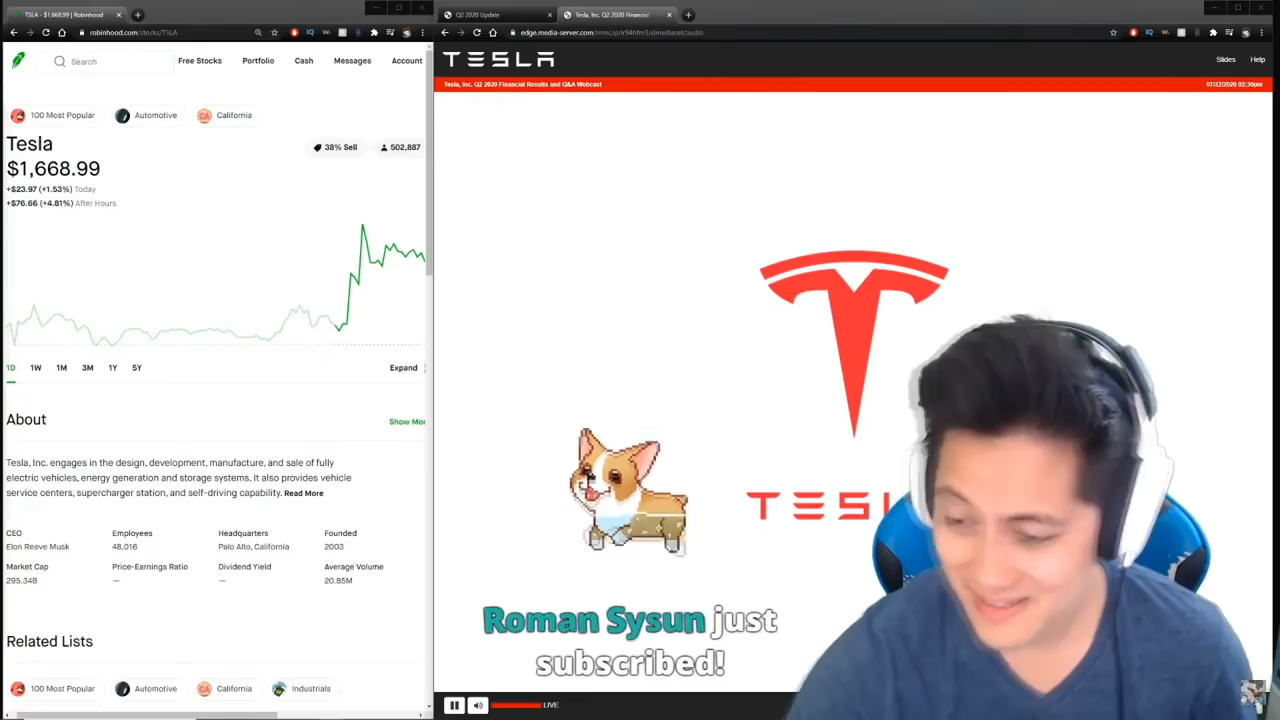 TSLA - $1,668.99 | Robinhood
robinhood.com/stocks/TSLA
Search
Free Stocks
Portfolio
Cash
Messages
Account
100 Most Popular
Automotive
CA
California
Tesla
$1,668.99
38% Sell
502,887
+$23.97 (+1.53%) Today
+$76.66 (+4.81%) After Hours
1D
1W
1M
3M
1Y
5Y
Expand
About
Show Mor
Tesla, Inc. engages in the design, development, manufacture, and sale of fully
electric vehicles, energy generation and storage systems. It also provides vehicle
service centers, supercharger station, and self-driving capability. Read More
CEO
Employees
Headquarters
Founded
Elon Reeve Musk
48,016
Palo Alto, California
2003
Market Cap
Price-Earnings Ratio
Dividend Yield
Average Volume
295.34B
—
—
20.85M
Related Lists
100 Most Popular
Automotive
CA
California
Industrials
Q2 2020 Update
Tesla, Inc. Q2 2020 Financial
TESLA
Slides
Help
Tesla, Inc. Q2 2020 Financial Results and Q&A Webcast
07/22/2020 02:30pm
TESL
Roman Sysun just
subscribed!
LIVE